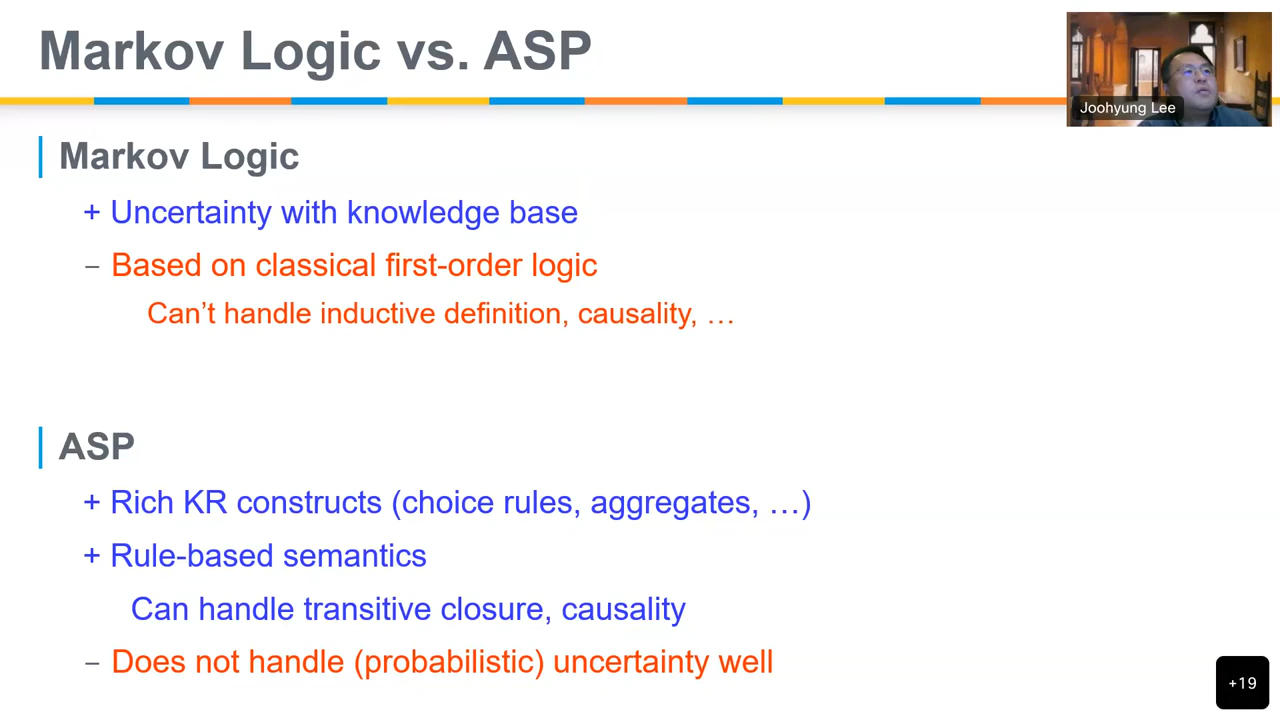 Markov Logic vs. ASP
Joohyung Lee
Markov Logic
+ Uncertainty with knowledge base
– Based on classical first-order logic
Can’t handle inductive definition, causality, …
ASP
+ Rich KR constructs (choice rules, aggregates, …)
+ Rule-based semantics
Can handle transitive closure, causality
– Does not handle (probabilistic) uncertainty well
+19